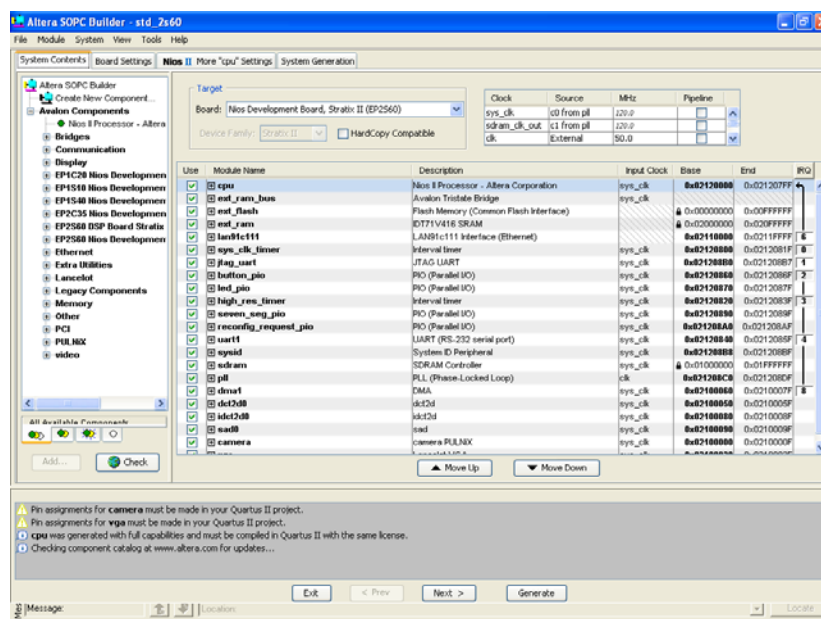 Altera SOPC Builder - std_2s60
File Module System View Tools Help
System Contents Board Settings Nios II More "cpu" Settings System Generation
Altera SOPC Builder
Create New Component...
Avalon Components
Nios II Processor - Altera
Bridges
Communication
Display
EP1C20 Nios Developmen
EP1S10 Nios Developmen
EP1S40 Nios Developmen
EP2C35 Nios Developmen
EP2S60 DSP Board Stratix
EP2S60 Nios Developmen
Ethernet
Extra Utilities
Lancelot
Legacy Components
Memory
Other
PCI
PULNiX
video
All Available Components
Add...
Check
Target
Board: Nios Development Board, Stratix II (EP2S60)
Device Family: Stratix II HardCopy Compatible
Clock Source MHz Pipeline
sys_clk c0 from pll 120.0
sdram_clk_out c1 from pll 120.0
clk External 50.0
Use Module Name Description Input Clock Base End IRQ
cpu Nios II Processor - Altera Corporation sys_clk 0x02120000 0x021207FF
ext_ram_bus Avalon Tristate Bridge sys_clk
ext_flash Flash Memory (Common Flash Interface) 0x00000000 0x00FFFFFF
ext_ram IDT71V416 SRAM 0x02000000 0x020FFFFF
lan91c111 LAN91c111 Interface (Ethernet) 0x02110000 0x0211FFFF 6
sys_clk_timer Interval timer sys_clk 0x02120800 0x0212081F 0
jtag_uart JTAG UART sys_clk 0x021208B0 0x021208B7 1
button_pio PIO (Parallel I/O) sys_clk 0x02120860 0x0212086F 2
led_pio PIO (Parallel I/O) sys_clk 0x02120870 0x0212087F
high_res_timer Interval timer sys_clk 0x02120820 0x0212083F 3
seven_seg_pio PIO (Parallel I/O) sys_clk 0x02120890 0x0212089F
reconfig_request_pio PIO (Parallel I/O) sys_clk 0x021208A0 0x021208AF
uart1 UART (RS-232 serial port) sys_clk 0x02120840 0x0212085F 4
sysid System ID Peripheral sys_clk 0x021208B8 0x021208BF
sdram SDRAM Controller sys_clk 0x01000000 0x01FFFFFF
pll PLL (Phase-Locked Loop) clk 0x021208C0 0x021208DF
dma1 DMA sys_clk 0x02100060 0x0210007F 8
dct2d0 dct2d sys_clk 0x02100050 0x0210005F
idct2d0 idct2d sys_clk 0x02100080 0x0210008F
sad0 sad sys_clk 0x02100090 0x0210009F
camera camera PULNiX sys_clk 0x02100000 0x0210000F
Move Up Move Down
Pin assignments for camera must be made in your Quartus II project.
Pin assignments for vga must be made in your Quartus II project.
cpu was generated with full capabilities and must be compiled in Quartus II with the same license.
Checking component catalog at www.altera.com for updates...
Exit < Prev Next > Generate
Mes
Message: Location: Locate